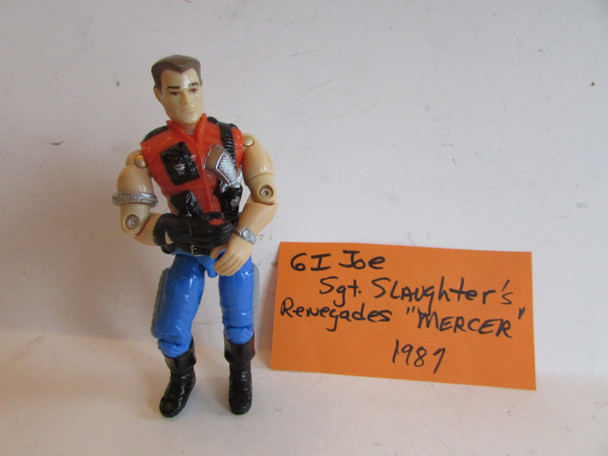 GI Joe
Sgt. SLAughter's
Renegades "MERCER"
1987